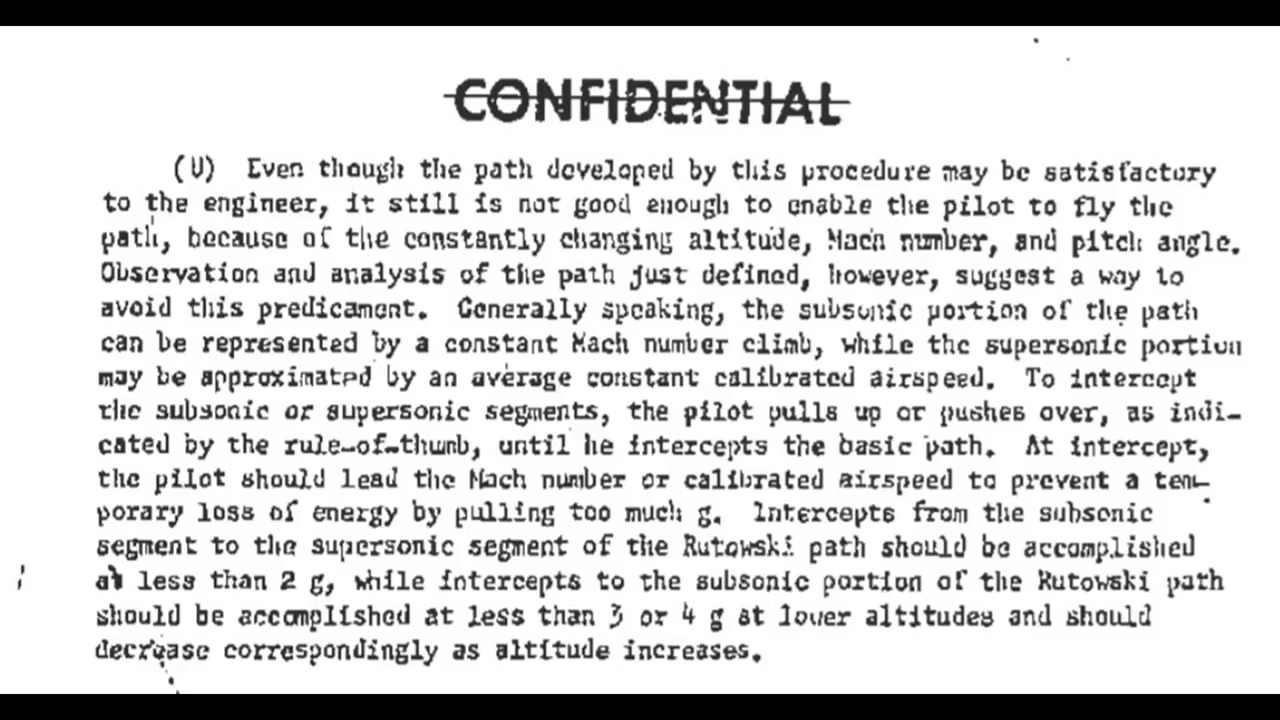 CONFIDENTIAL
(U) Even though the path developed by this procedure may be satisfactory
to the engineer, it still is not good enough to enable the pilot to fly the
path, because of the constantly changing altitude, Mach number, and pitch angle.
Observation and analysis of the path just defined, however, suggest a way to
avoid this predicament. Generally speaking, the subsonic portion of the path
can be represented by a constant Mach number climb, while the supersonic portion
may be approximated by an average constant calibrated airspeed. To intercept
the subsonic or supersonic segments, the pilot pulls up or pushes over, as indi-
cated by the rule-of-thumb, until he intercepts the basic path. At intercept,
the pilot should lead the Mach number or calibrated airspeed to prevent a tem-
porary loss of energy by pulling too much g. Intercepts from the subsonic
segment to the supersonic segment of the Rutowski path should be accomplished
at less than 2 g, while intercepts to the subsonic portion of the Rutowski path
should be accomplished at less than 3 or 4 g at lower altitudes and should
decrease correspondingly as altitude increases.